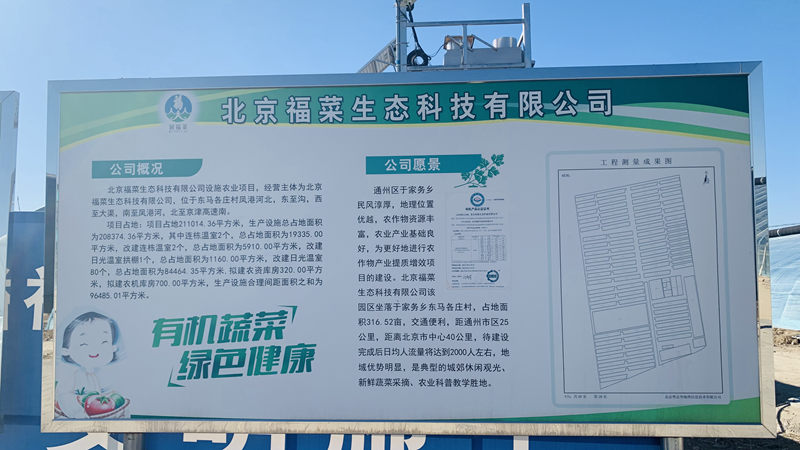 北京福菜生态科技有限公司
公司概况
北京福菜生态科技有限公司设施农业项目，经营主体为北京
福菜生态科技有限公司，位于东马各庄村凤港河北，东至沟，西
至大渠，南至凤港河，北至京津高速南。
项目占地：项目占地211014.36平方米，生产设施总占地面积
为208374.36平方米，其中连栋温室2个，总占地面积为19335.00
平方米，改建连栋温室2个，总占地面积为5910.00平方米，改建
日光温室拱棚1个，总占地面积为1160.00平方米，改建日光温室
80个，总占地面积为84464.35平方米．拟建农资库房320.00平方
米，拟建农机库房700.00平方米，生产设施合理间距面积之和为
96485.01平方米。
有机蔬菜
绿色健康
公司愿景
通州区于家务乡
民风淳厚，地理位置
优越，农作物资源丰
富，农业产业基础良
好，为更好地进行农
作物产业提质增效项
目的建设。北京福菜
生态科技有限公司该
园区坐落于家务乡东马各庄村，占地面
积316.52亩，交通便利，距通州市区25
公里，距离北京市中心40公里，待建设
完成后日均人流量将达到2000人左右，地
域优势明显，是典型的城郊休闲观光、
新鲜蔬菜采摘、农业科普教学胜地。
工程测量成果图